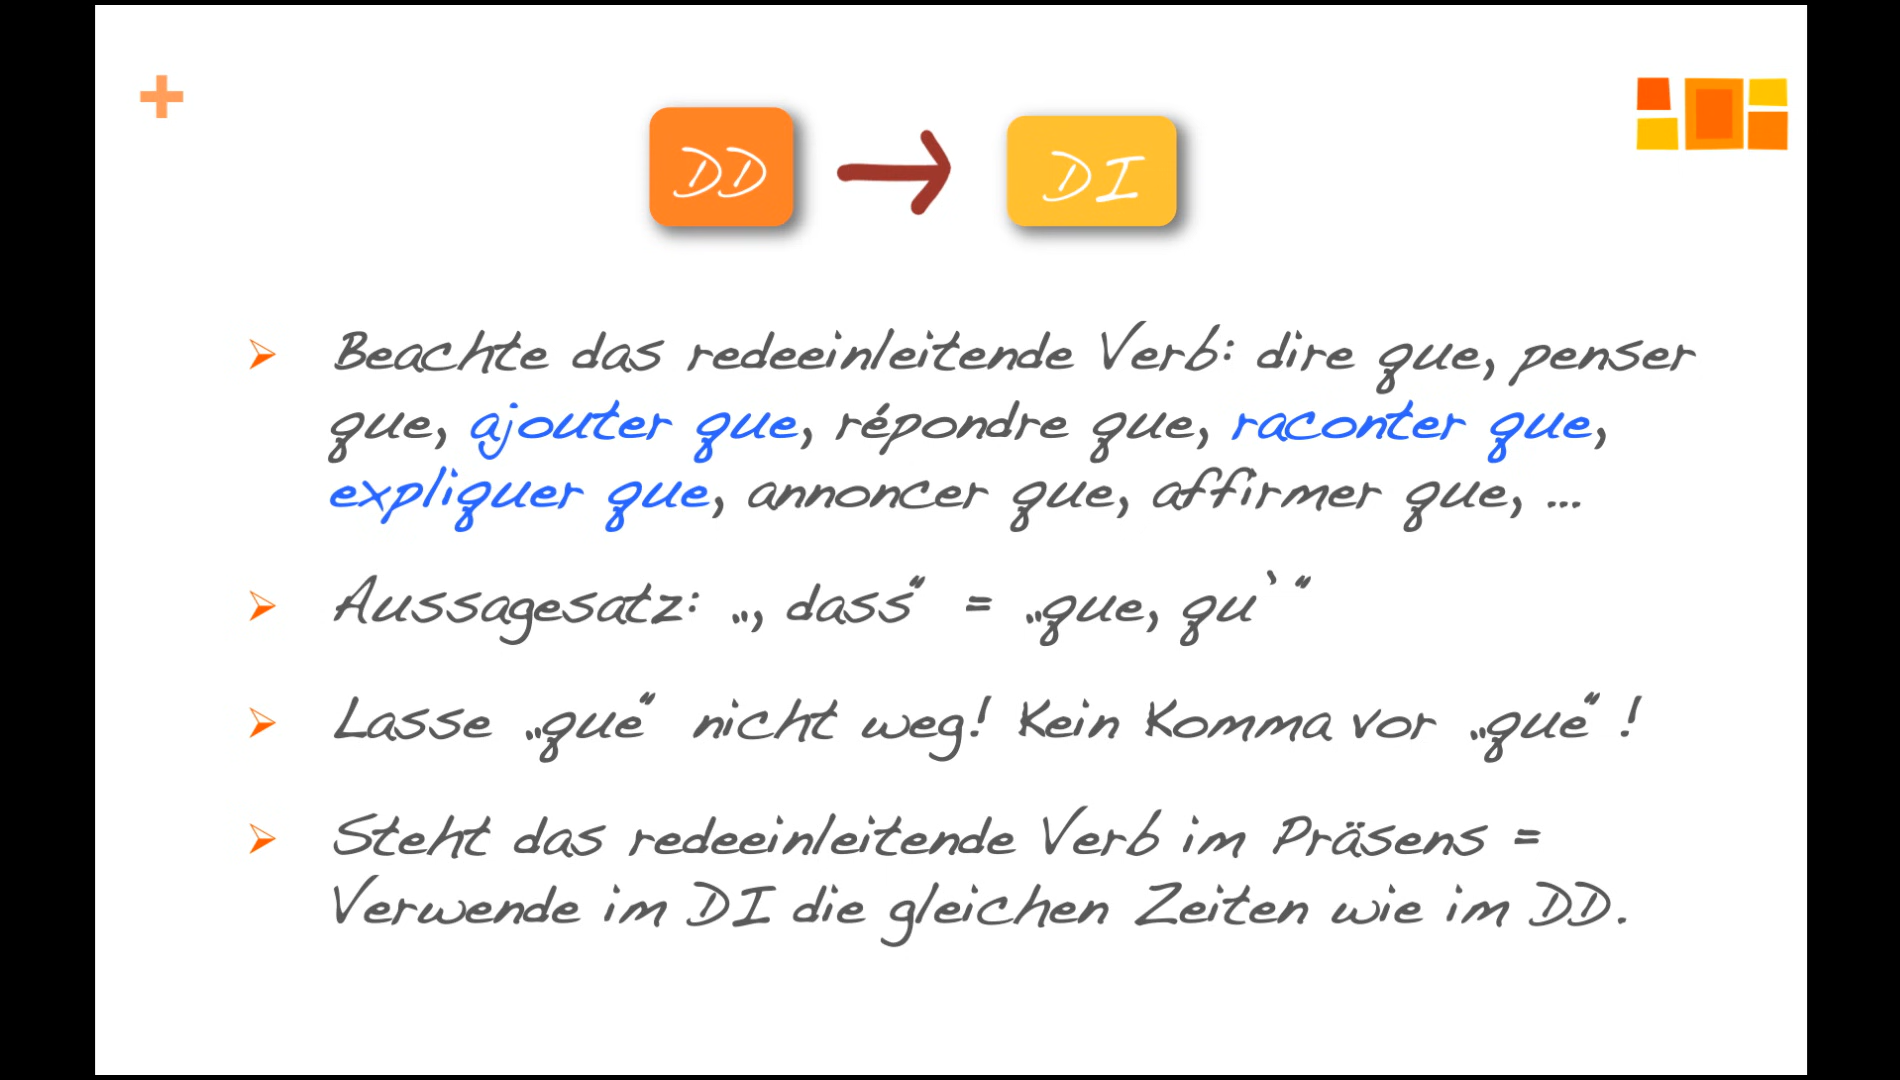 DD → DI
➢ Beachte das redeeinleitende Verb: dire que, penser
que, ajouter que, répondre que, raconter que,
expliquer que, annoncer que, affirmer que, ...
➢ Aussagesatz: „, dass“ = „que, qu`“
➢ Lasse „que“ nicht weg! Kein Komma vor „que“ !
➢ Steht das redeeinleitende Verb im Präsens =
Verwende im DI die gleichen Zeiten wie im DD.